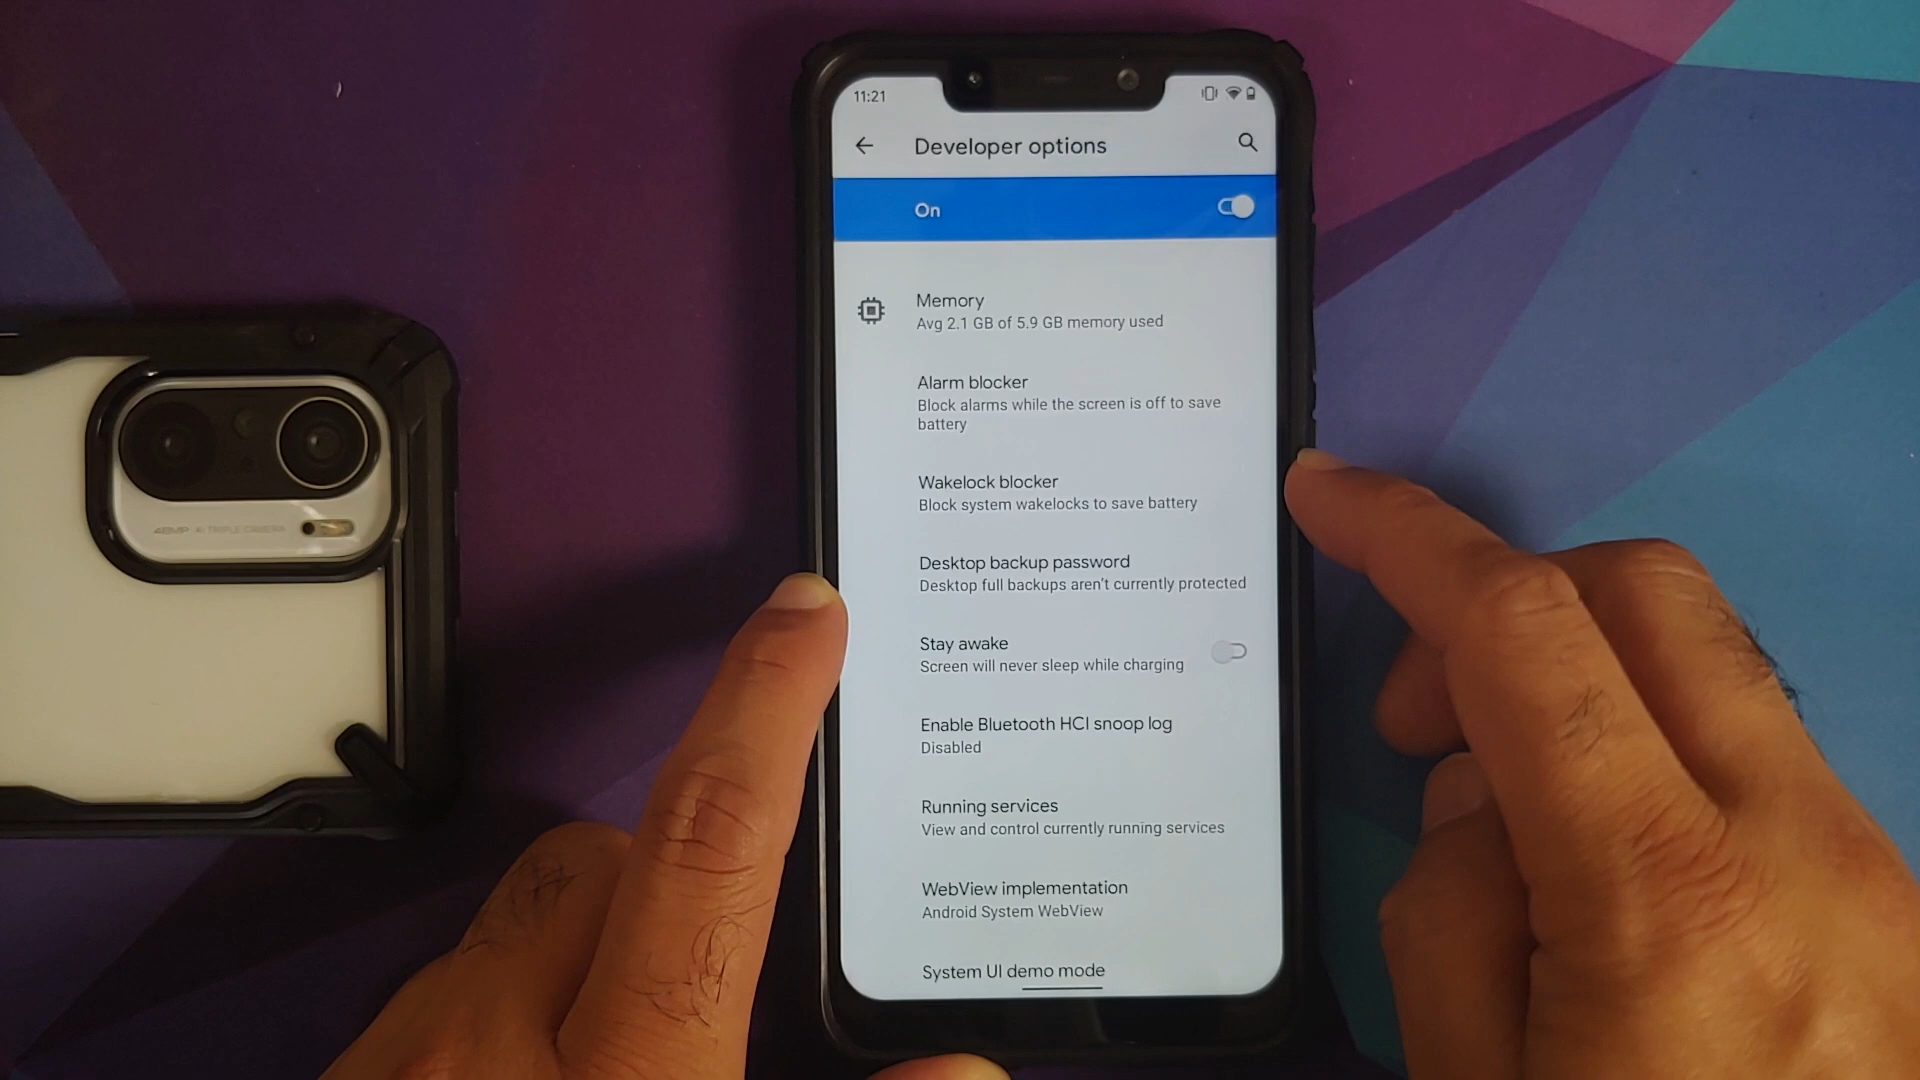 11:21
Developer options
On
Memory
Avg 2.1 GB of 5.9 GB memory used
Alarm blocker
Block alarms while the screen is off to save
battery
Wakelock blocker
Block system wakelocks to save battery
Desktop backup password
Desktop full backups aren't currently protected
Stay awake
Screen will never sleep while charging
Enable Bluetooth HCI snoop log
Disabled
Running services
View and control currently running services
WebView implementation
Android System WebView
System UI demo mode
48MP AI TRIPLE CAMERA